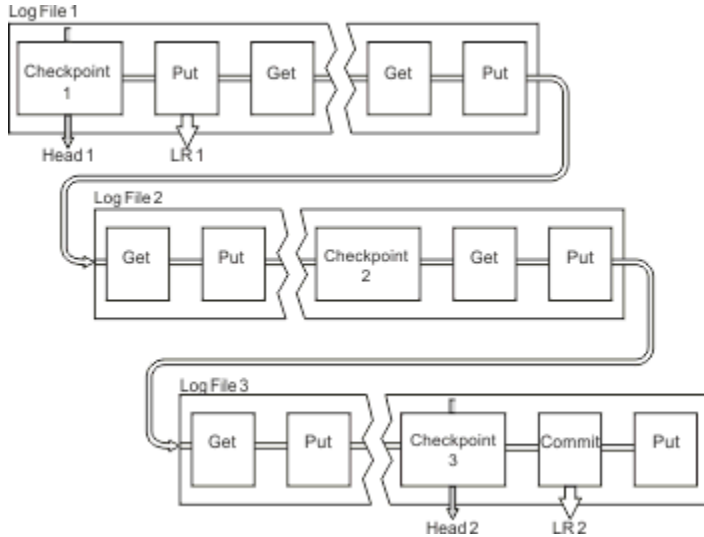 Log File 1
Checkpoint
1
Put
Get
Get
Put
Head 1
LR 1
Log File 2
Get
Put
Checkpoint
2
Get
Put
Log File 3
Get
Put
Checkpoint
3
Commit
Put
Head 2
LR 2